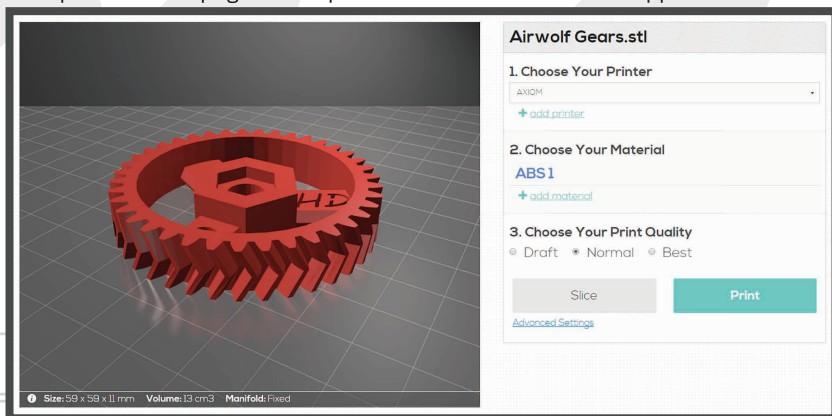 Airwolf Gears.stl
1. Choose Your Printer
AXIOM
+ add printer
2. Choose Your Material
ABS 1
+ add material
3. Choose Your Print Quality
Draft Normal Best
Slice Print
Advanced Settings
HD
Size: 59 x 59 x 11 mm Volume: 13 cm3 Manifold: Fixed